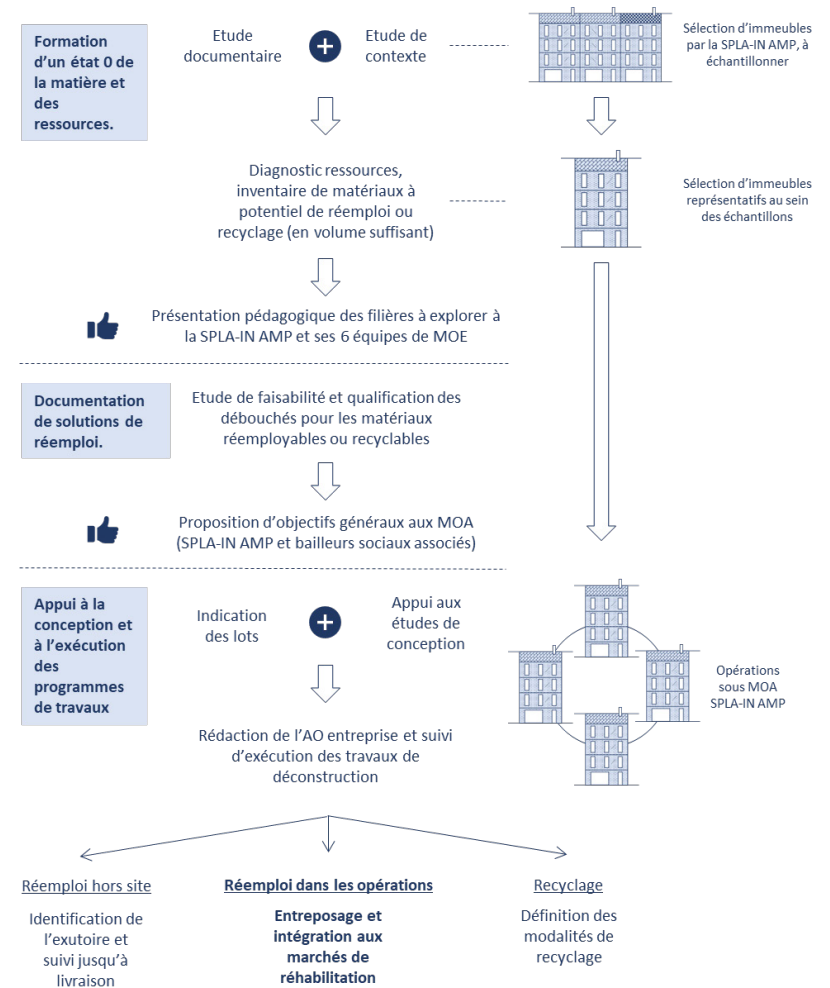 Formation
d'un état 0 de
la matière et
des
ressources.
Etude
documentaire
Etude de
contexte
Sélection d'immeubles
par la SPLA-IN AMP, à
échantillonner
Diagnostic ressources,
inventaire de matériaux à
potentiel de réemploi ou
recyclage (en volume suffisant)
Sélection d'immeubles
représentatifs au sein
des échantillons
Présentation pédagogique des filières à explorer à
la SPLA-IN AMP et ses 6 équipes de MOE
Documentation
de solutions de
réemploi.
Etude de faisabilité et qualification des
débouchés pour les matériaux
réemployables ou recyclables
Proposition d'objectifs généraux aux MOA
(SPLA-IN AMP et bailleurs sociaux associés)
Appui à la
conception et
à l'exécution
des
programmes
de travaux
Indication
des lots
Appui aux
études de
conception
Opérations
sous MOA
SPLA-IN AMP
Rédaction de l'AO entreprise et suivi
d'exécution des travaux de
déconstruction
Réemploi hors site
Identification de
l'exutoire et
suivi jusqu'à
livraison
Réemploi dans les opérations
Entreposage et
intégration aux
marchés de
réhabilitation
Recyclage
Définition des
modalités de
recyclage